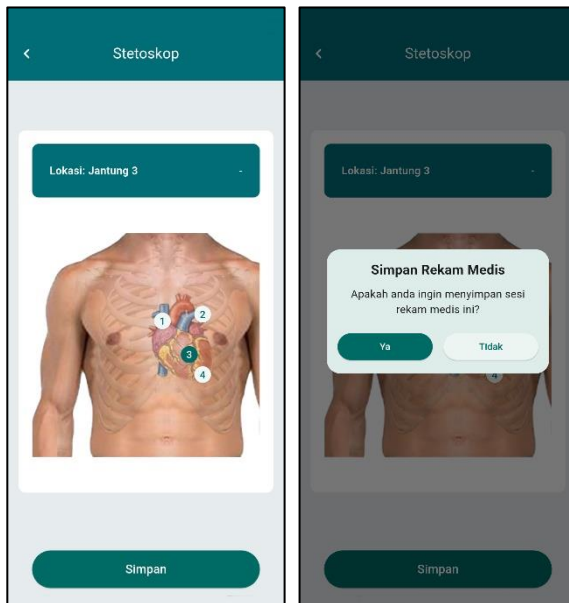 Stetoskop
Lokasi: Jantung 3 -
1
2
3
4
Simpan
Stetoskop
Lokasi: Jantung 3 -
Simpan Rekam Medis
Apakah anda ingin menyimpan sesi
rekam medis ini?
Ya Tidak
4
Simpan